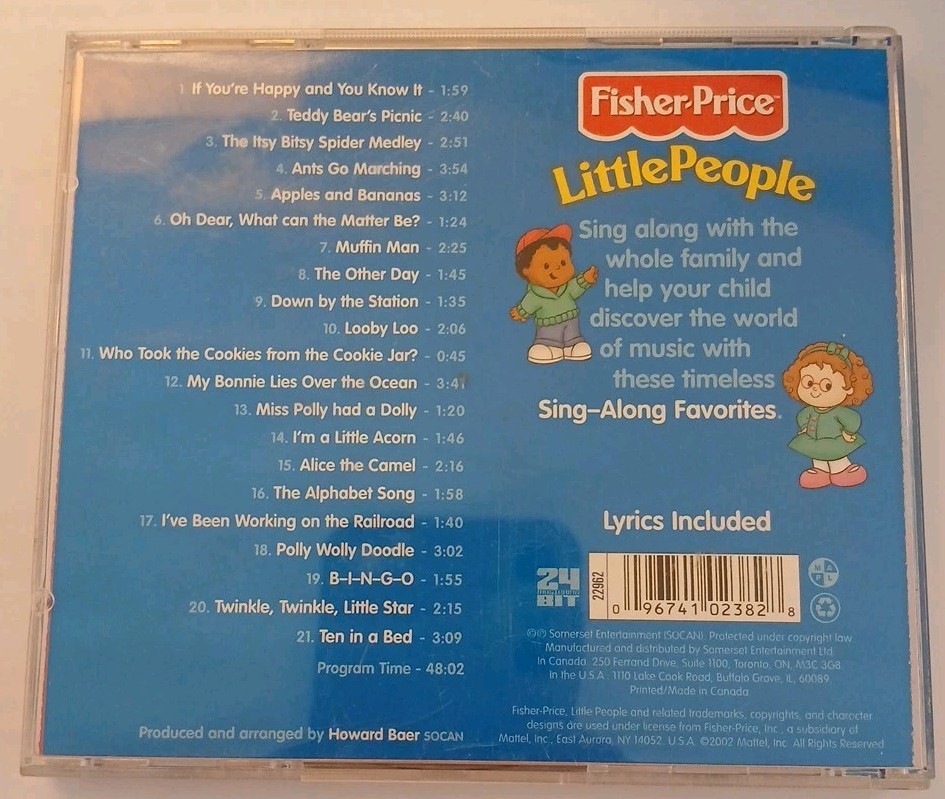 1 If You're Happy and You Know It - 1:59
2. Teddy Bear's Picnic - 2:40
3. The Itsy Bitsy Spider Medley - 2:51
4. Ants Go Marching - 3:54
5. Apples and Bananas - 3:12
6. Oh Dear, What can the Matter Be? - 1:24
7. Muffin Man - 2:25
8. The Other Day - 1:45
9. Down by the Station - 1:35
10. Looby Loo - 2:06
11. Who Took the Cookies from the Cookie Jar? - 0:45
12. My Bonnie Lies Over the Ocean -
13. Miss Polly had a Dolly - 1:20
14. I'm a Little Acorn - 1:46
15. Alice the Camel - 2:16
16. The Alphabet Song - 1:58
17. I've Been Working on the Railroad - 1:40
18. Polly Wolly Doodle - 3:02
19. B-I-N-G-O - 1:55
20. Twinkle, Twinkle, Little Star - 2:15
21. Ten in a Bed - 3:09
Program Time - 48:02
Produced and arranged by Howard Baer SOCAN
Fisher-Price™
LittlePeople
Sing along with the
whole family and
help your child
discover the world
of music with
these timeless
Sing-Along Favorites.
Lyrics Included
24
BIT
22962
0 96741 02382 8
M A P L
©℗ Somerset Entertainment (SOCAN). Protected under copyright law
Manufactured and distributed by Somerset Entertainment Ltd.
In Canada: 250 Ferrand Drive, Suite 1100, Toronto, ON, M3C 3G8
In the U.S.A.: 1110 Lake Cook Road, Buffalo Grove, IL, 60089
Printed/Made in Canada
Fisher-Price, Little People and related trademarks, copyrights, and character
designs are used under license from Fisher-Price, Inc., a subsidiary of
Mattel, Inc., East Aurora, NY 14052. U.S.A. ©2002 Mattel, Inc. All Rights Reserved